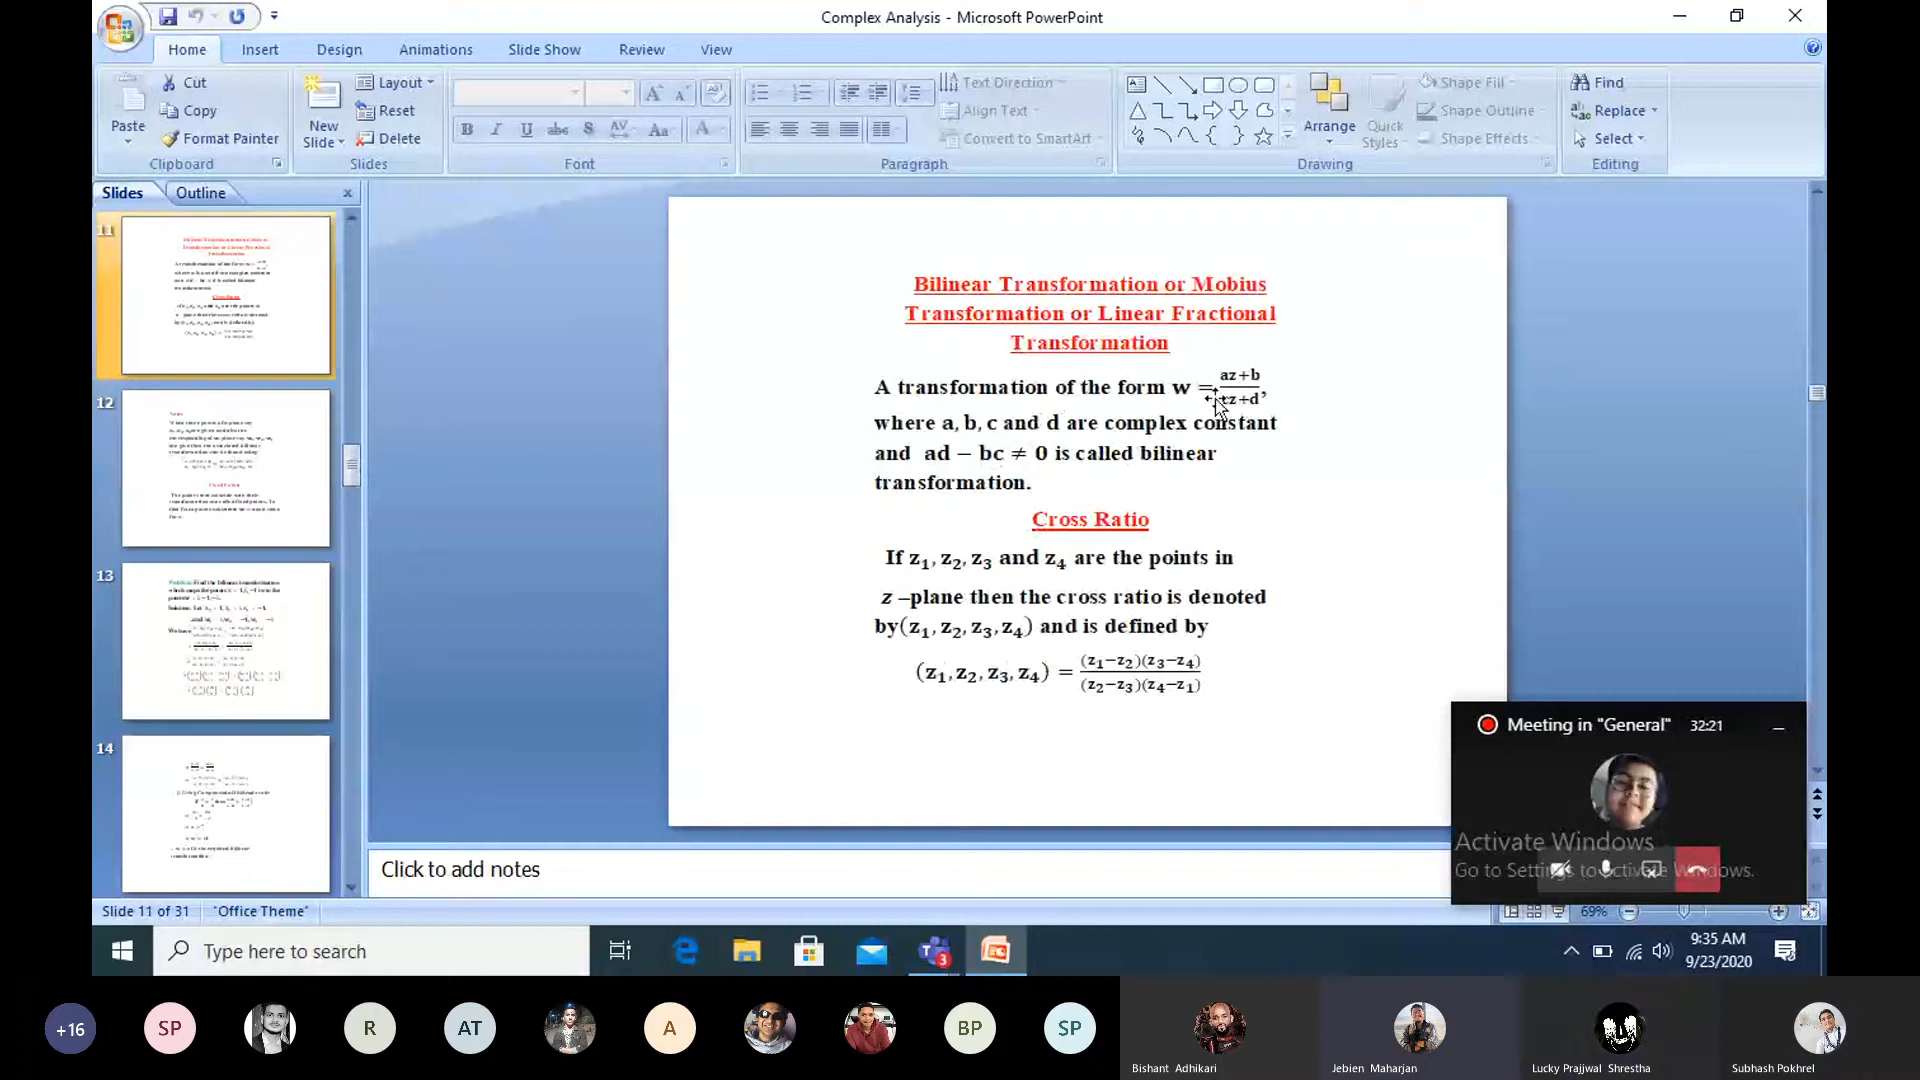 Complex Analysis - Microsoft PowerPoint
Home Insert Design Animations Slide Show Review View
Paste
Cut
Copy
Format Painter
Clipboard
New Slide
Layout
Reset
Delete
Slides
B I U abc S AV Aa A
Font
Text Direction
Align Text
Convert to SmartArt
Paragraph
Arrange
Quick Styles
Shape Fill
Shape Outline
Shape Effects
Drawing
Find
Replace
Select
Editing
Slides Outline
11
12
13
14
Bilinear Transformation or Mobius
Transformation or Linear Fractional
Transformation
A transformation of the form w = az+b/cz+d,
where a, b, c and d are complex constant
and ad − bc ≠ 0 is called bilinear
transformation.
Cross Ratio
If z₁, z₂, z₃ and z₄ are the points in
z –plane then the cross ratio is denoted
by(z₁, z₂, z₃, z₄) and is defined by
(z₁, z₂, z₃, z₄) = (z₁−z₂)(z₃−z₄)/(z₂−z₃)(z₄−z₁)
Meeting in "General" 32:21
Activate Windows
Go to Settings to activate Windows.
Click to add notes
Slide 11 of 31 "Office Theme" 69%
Type here to search
3
9:35 AM
9/23/2020
+16 SP R AT A BP SP
Bishant Adhikari Jebien Maharjan Lucky Prajjwal Shrestha Subhash Pokhrel